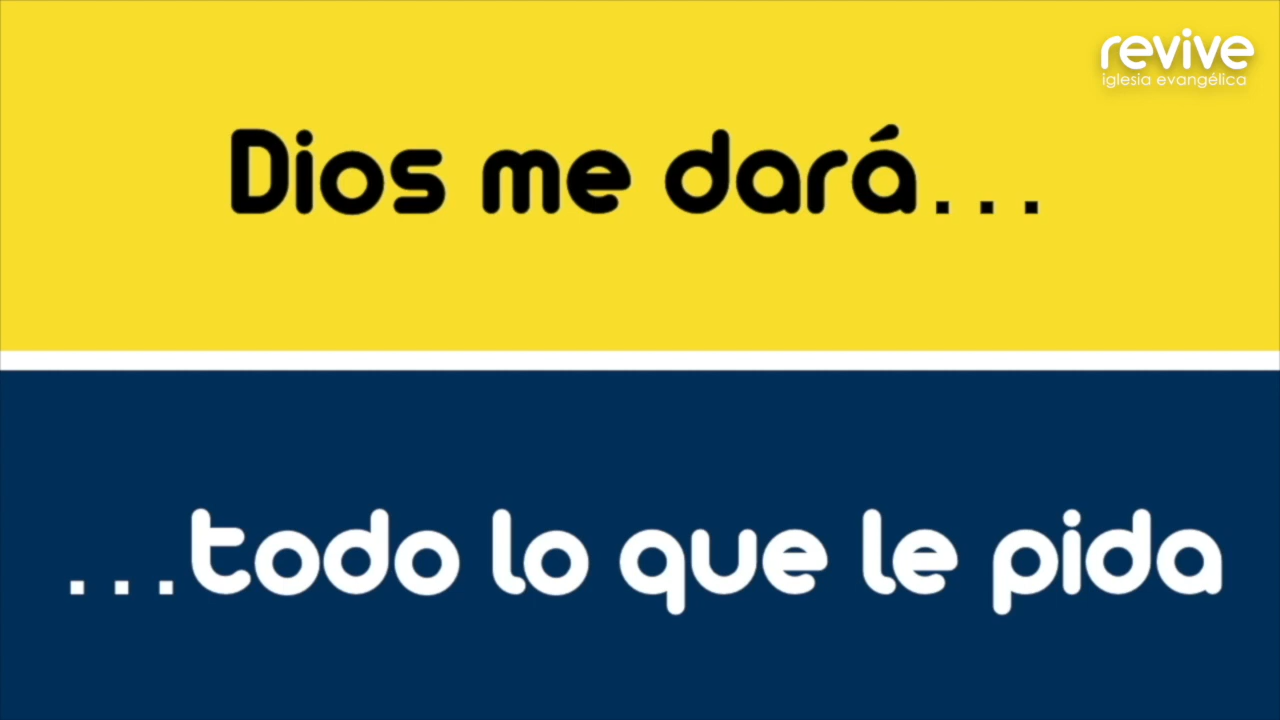 revive
iglesia evangélica
Dios me dará...
...todo lo que le pida